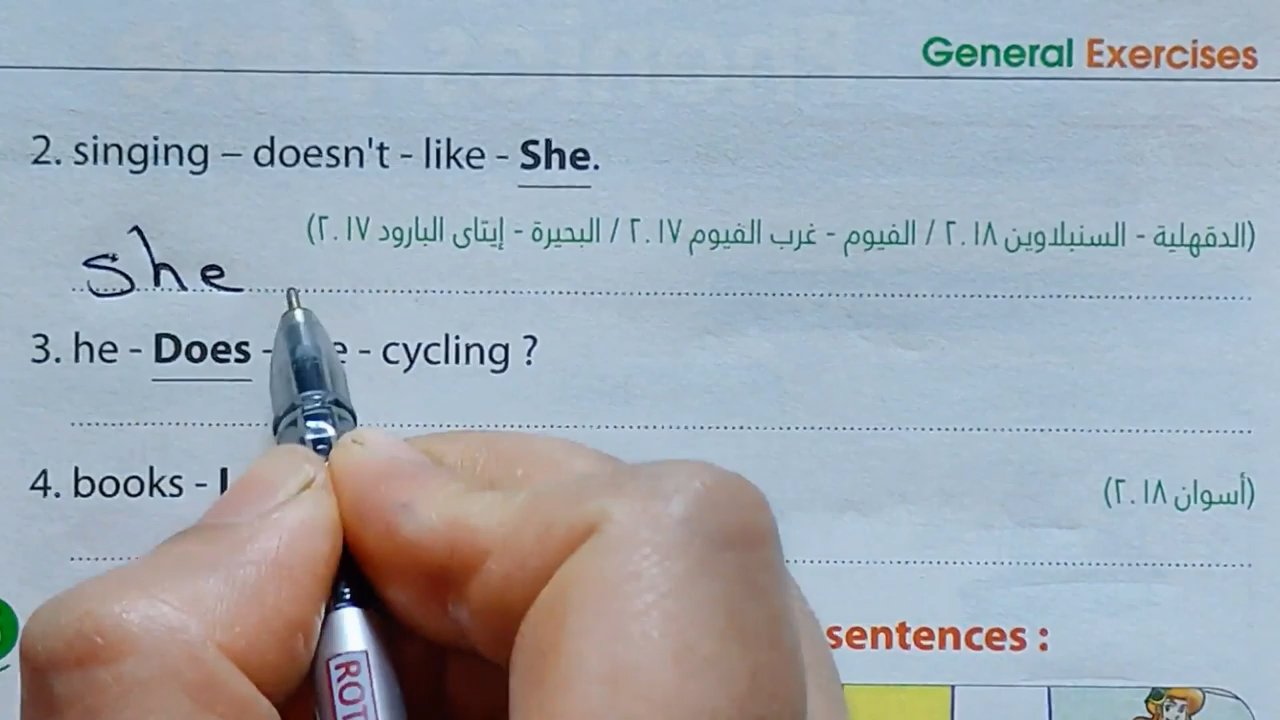 General Exercises
2. singing – doesn't - like - She.
(الدقهلية - السنبلاوين ٢٠١٨ / الفيوم - غرب الفيوم ٢٠١٧ / البحيرة - إيتاى البارود ٢٠١٧)
she
3. he - Does - - cycling ?
4. books - I
(أسوان ٢٠١٨)
sentences :
ROT